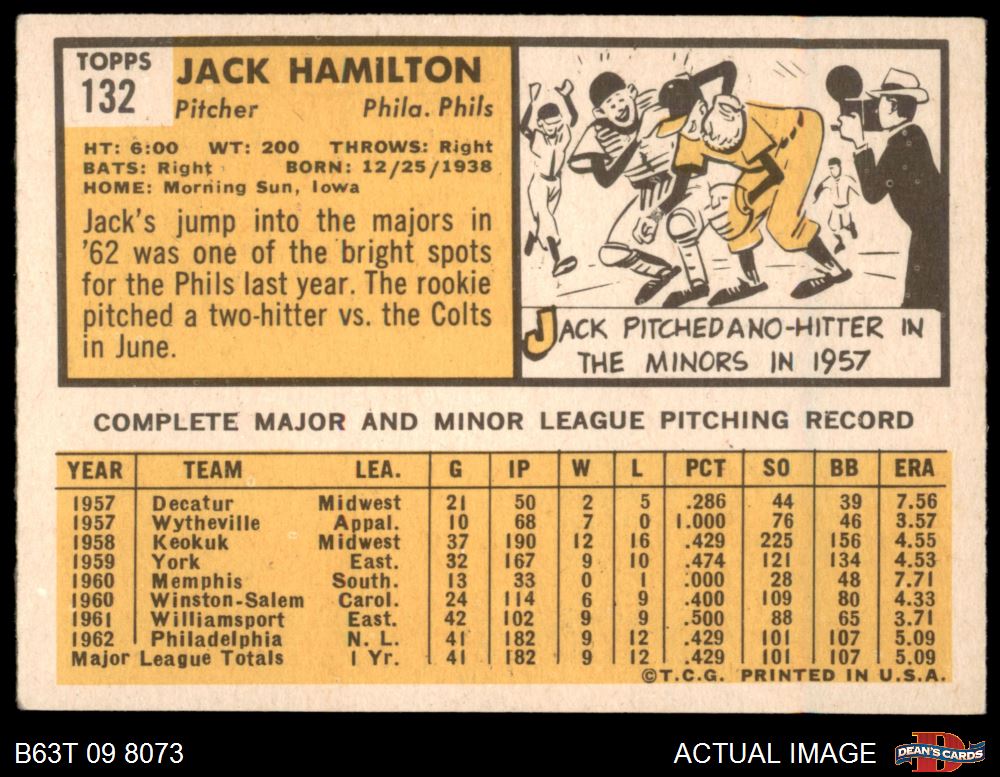 TOPPS
132
JACK HAMILTON
Pitcher Phila. Phils
HT: 6:00 WT: 200 THROWS: Right
BATS: Right BORN: 12/25/1938
HOME: Morning Sun, Iowa
Jack's jump into the majors in
'62 was one of the bright spots
for the Phils last year. The rookie
pitched a two-hitter vs. the Colts
in June.
JACK PITCHED A NO-HITTER IN
THE MINORS IN 1957
COMPLETE MAJOR AND MINOR LEAGUE PITCHING RECORD
YEAR TEAM LEA. G IP W L PCT SO BB ERA
1957 Decatur Midwest 21 50 2 5 .286 44 39 7.56
1957 Wytheville Appal. 10 68 7 0 1.000 76 46 3.57
1958 Keokuk Midwest 37 190 12 16 .429 225 156 4.55
1959 York East. 32 167 9 10 .474 121 134 4.53
1960 Memphis South. 13 33 0 1 .000 28 48 7.71
1960 Winston-Salem Carol. 24 114 6 9 .400 109 80 4.33
1961 Williamsport East. 42 102 9 9 .500 88 65 3.71
1962 Philadelphia N. L. 41 182 9 12 .429 101 107 5.09
Major League Totals 1 Yr. 41 182 9 12 .429 101 107 5.09
©T.C.G. PRINTED IN U.S.A.
B63T 09 8073
ACTUAL IMAGE
DEAN'S CARDS